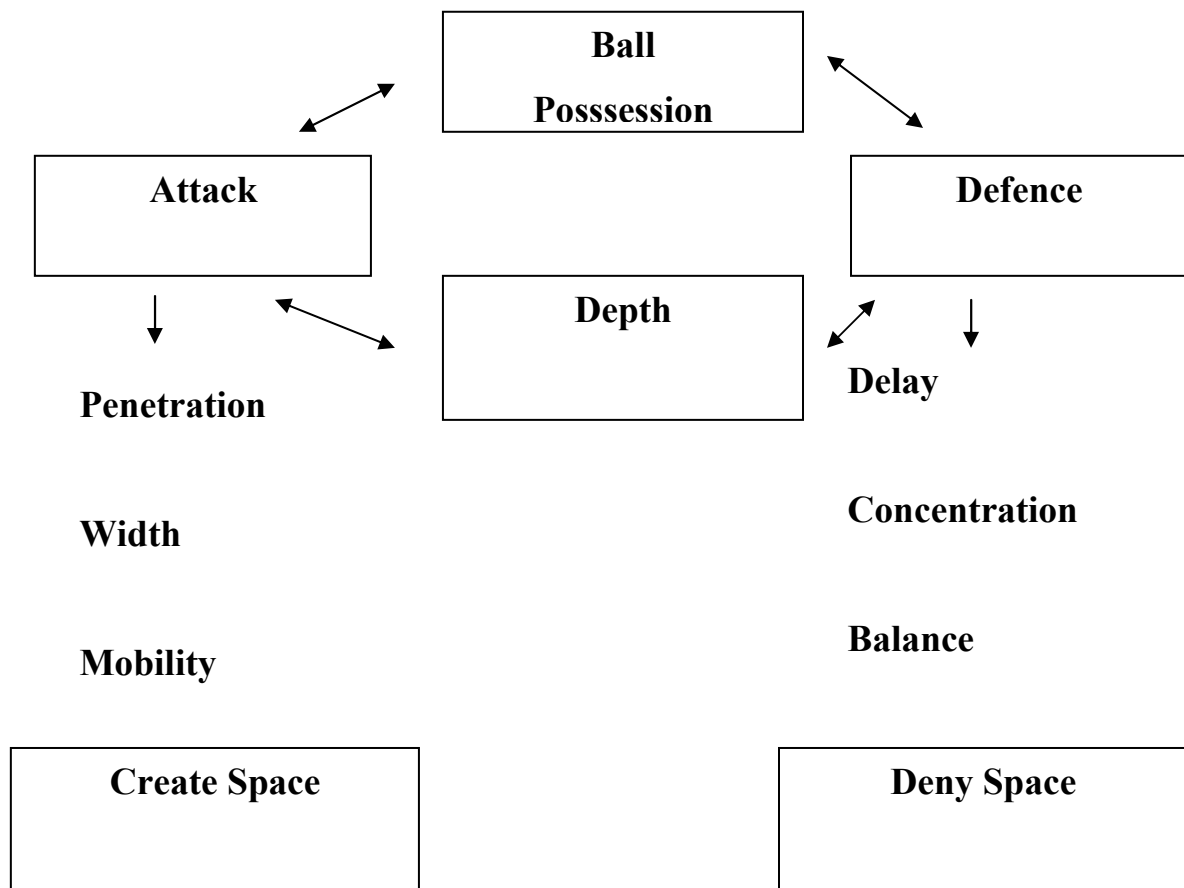 Ball
Posssession
Attack
Defence
Depth
Penetration
Delay
Width
Concentration
Mobility
Balance
Create Space
Deny Space